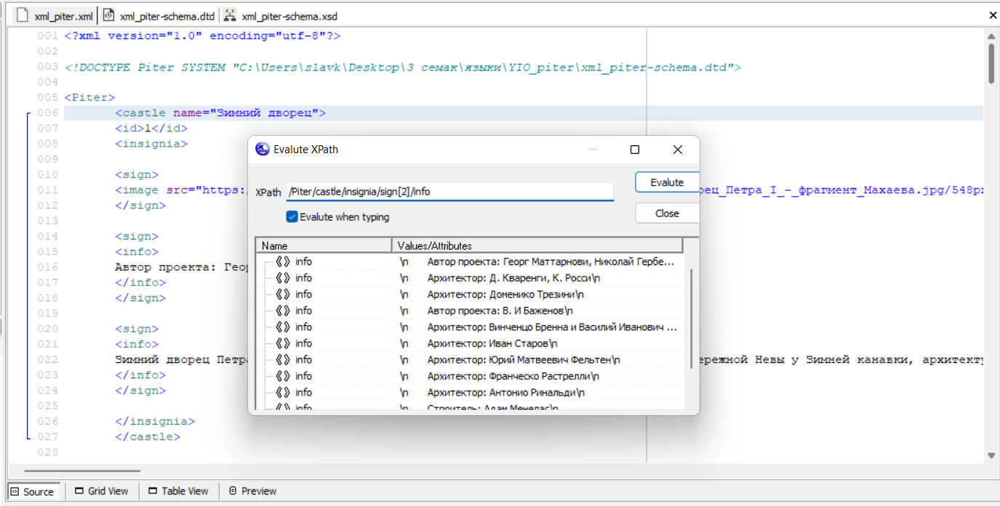 xml_piter.xml xml_piter-schema.dtd xml_piter-schema.xsd
001 <?xml version="1.0" encoding="utf-8"?>
002
003 <!DOCTYPE Piter SYSTEM "C:\Users\slavk\Desktop\3 семак\языки\YIO_piter\xml_piter-schema.dtd">
004
005 <Piter>
006 <castle name="Зимний дворец">
007 <id>1</id>
008 <insignia>
009
010 <sign>
011 <image src="https: рец_Петра_I_-_фрагмент_Махаева.jpg/548px
012 </sign>
013
014 <sign>
015 <info>
016 Автор проекта: Геор
017 </info>
018 </sign>
019
020 <sign>
021 <info>
022 Зимний дворец Петра ережной Невы у Зимней канавки, архитекту
023 </info>
024 </sign>
025
026 </insignia>
027 </castle>
028
Evalute XPath
XPath /Piter/castle/insignia/sign[2]/info
Evalute
Evalute when typing
Close
Name Values/Attributes
info \n Автор проекта: Георг Маттарнови, Николай Гербе...
info \n Архитектор: Д. Кваренги, К. Росси\n
info \n Архитектор: Доменико Трезини\n
info \n Автор проекта: В. И Баженов\n
info \n Архитектор: Винченцо Бренна и Василий Иванович ...
info \n Архитектор: Иван Старов\n
info \n Архитектор: Юрий Матвеевич Фельтен\n
info \n Архитектор: Франческо Растрелли\n
info \n Архитектор: Антонио Ринальди\n
info \n Строитель: Адам Менелас\n
Source Grid View Table View Preview